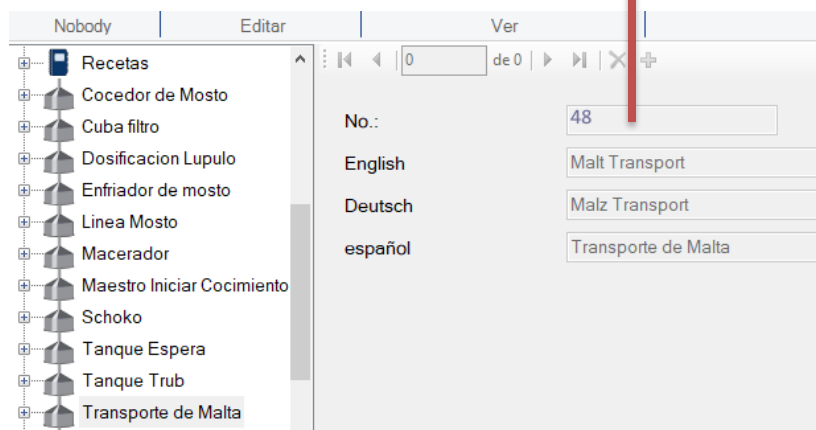 Nobody Editar Ver
Recetas
Cocedor de Mosto
Cuba filtro
Dosificacion Lupulo
Enfriador de mosto
Linea Mosto
Macerador
Maestro Iniciar Cocimiento
Schoko
Tanque Espera
Tanque Trub
Transporte de Malta
0 de 0
No.: 48
English Malt Transport
Deutsch Malz Transport
español Transporte de Malta